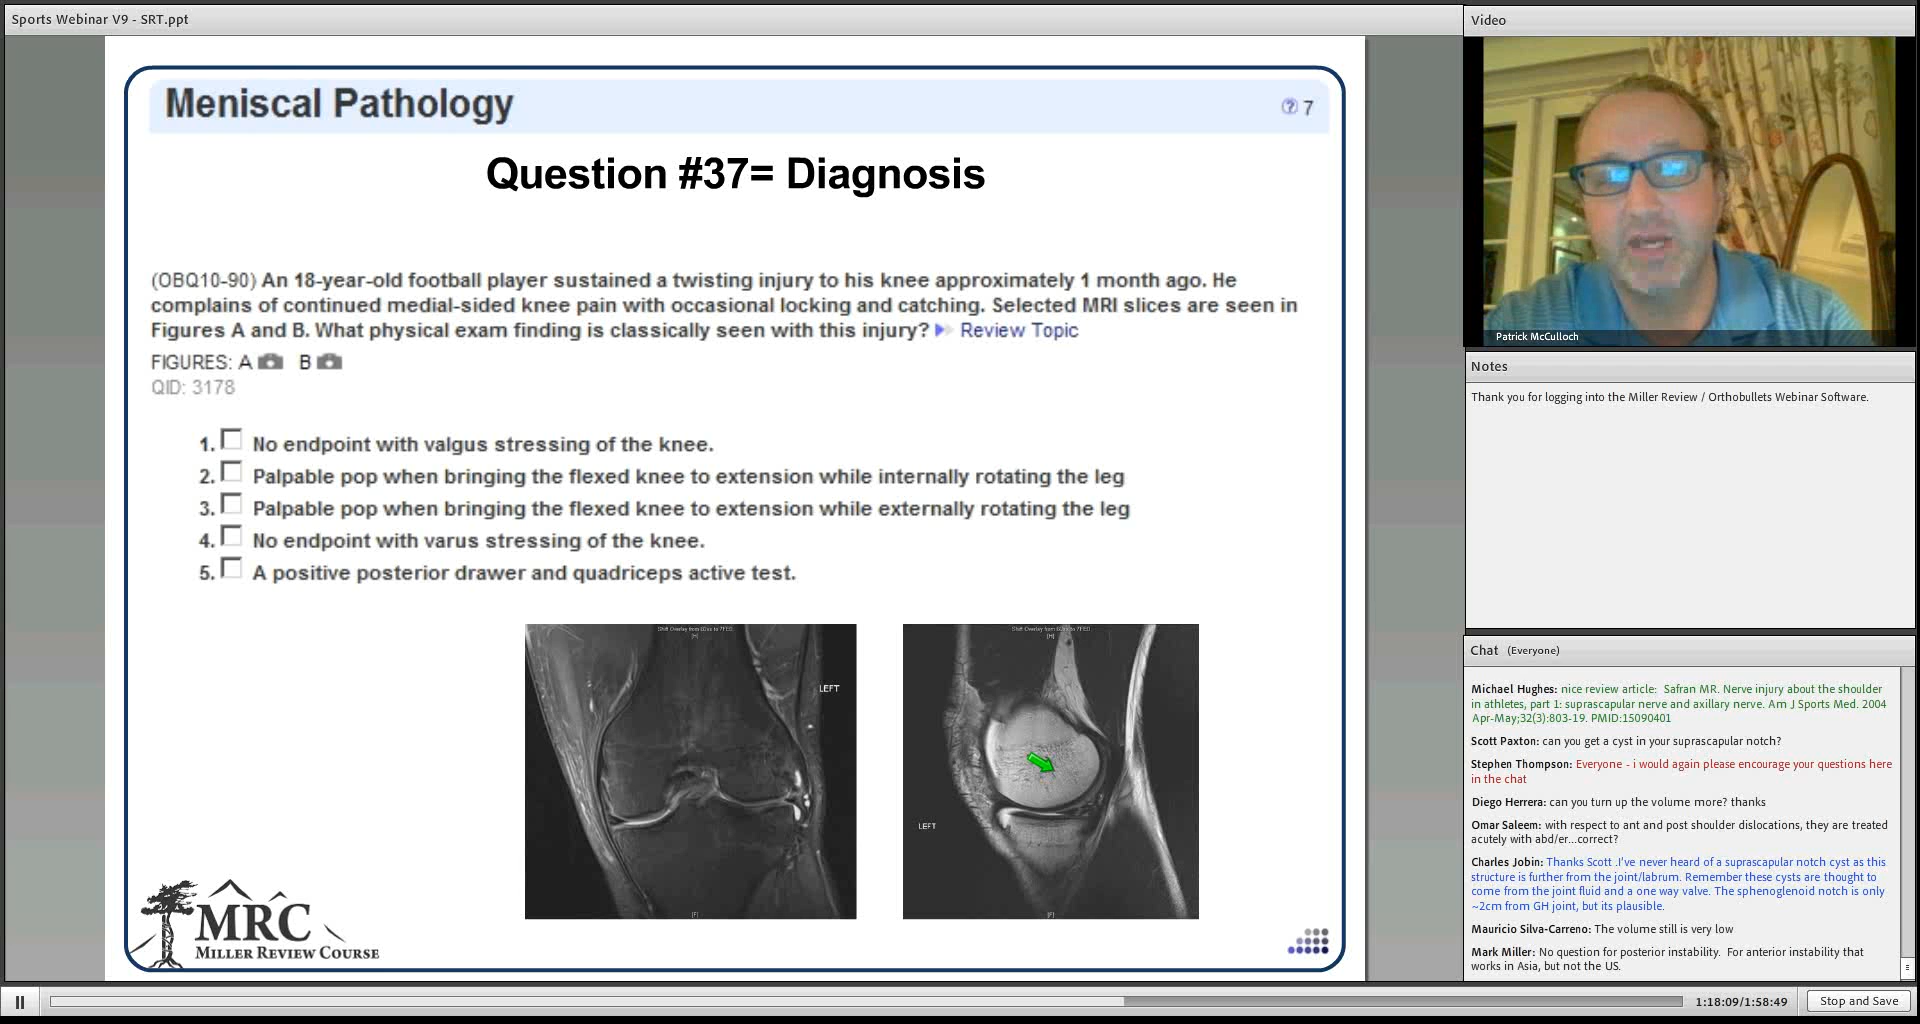 Sports Webinar V9 - SRT.ppt
Meniscal Pathology
? 7
Question #37= Diagnosis
(OBQ10-90) An 18-year-old football player sustained a twisting injury to his knee approximately 1 month ago. He
complains of continued medial-sided knee pain with occasional locking and catching. Selected MRI slices are seen in
Figures A and B. What physical exam finding is classically seen with this injury? Review Topic
FIGURES: A B
QID: 3178
1. No endpoint with valgus stressing of the knee.
2. Palpable pop when bringing the flexed knee to extension while internally rotating the leg
3. Palpable pop when bringing the flexed knee to extension while externally rotating the leg
4. No endpoint with varus stressing of the knee.
5. A positive posterior drawer and quadriceps active test.
[H]
LEFT
[F]
[H]
LEFT
[F]
MRC
MILLER REVIEW COURSE
Video
Patrick McCulloch
Notes
Thank you for logging into the Miller Review / Orthobullets Webinar Software.
Chat (Everyone)
Michael Hughes: nice review article: Safran MR. Nerve injury about the shoulder
in athletes, part 1: suprascapular nerve and axillary nerve. Am J Sports Med. 2004
Apr-May;32(3):803-19. PMID:15090401
Scott Paxton: can you get a cyst in your suprascapular notch?
Stephen Thompson: Everyone - i would again please encourage your questions here
in the chat
Diego Herrera: can you turn up the volume more? thanks
Omar Saleem: with respect to ant and post shoulder dislocations, they are treated
acutely with abd/er...correct?
Charles Jobin: Thanks Scott .I've never heard of a suprascapular notch cyst as this
structure is further from the joint/labrum. Remember these cysts are thought to
come from the joint fluid and a one way valve. The sphenoglenoid notch is only
~2cm from GH joint, but its plausible.
Mauricio Silva-Carreno: The volume still is very low
Mark Miller: No question for posterior instability. For anterior instability that
works in Asia, but not the US.
1:18:09/1:58:49
Stop and Save